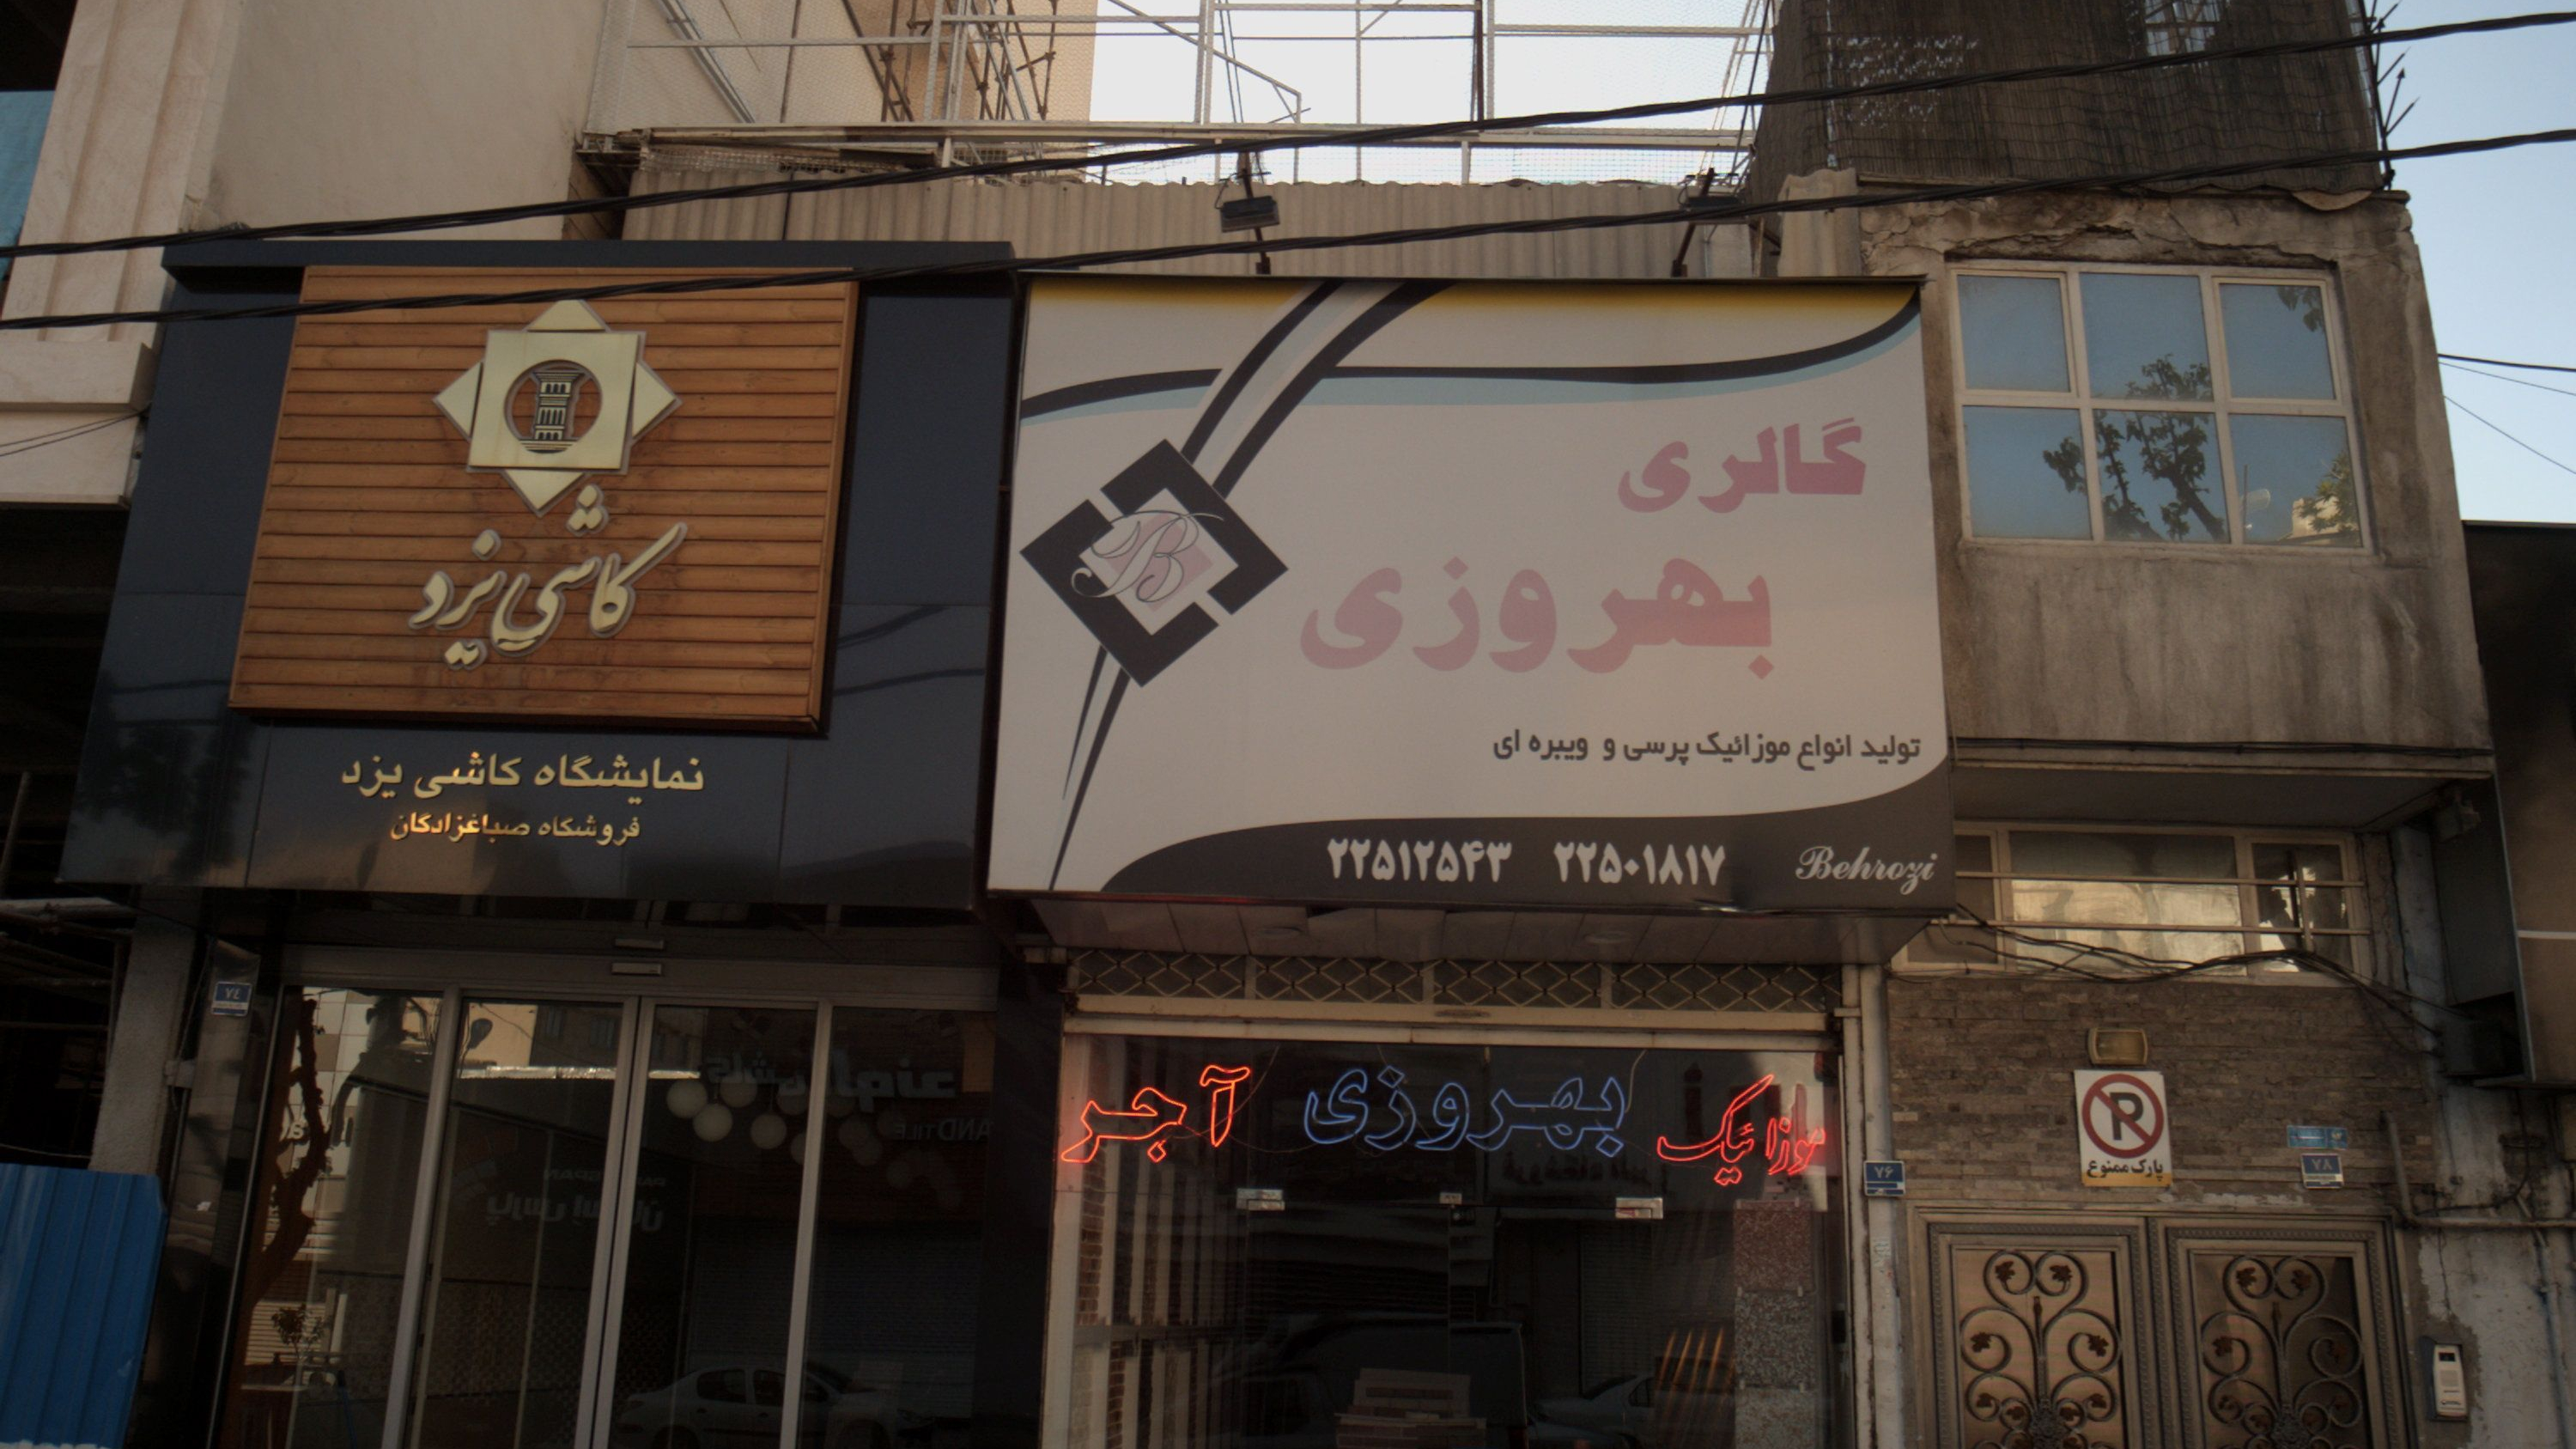 کاشی یزد
نمایشگاه کاشی یزد
فروشگاه صباغزادگان
گالری
بهروزی
B
تولید انواع موزائیک پرسی و ویبره ای
۲۲۵۱۲۵۴۳ ۲۲۵۰۱۸۱۷ Behrozi
موزائیک بهروزی آجر
۷۴
۷۶
۷۸
P
پارک ممنوع